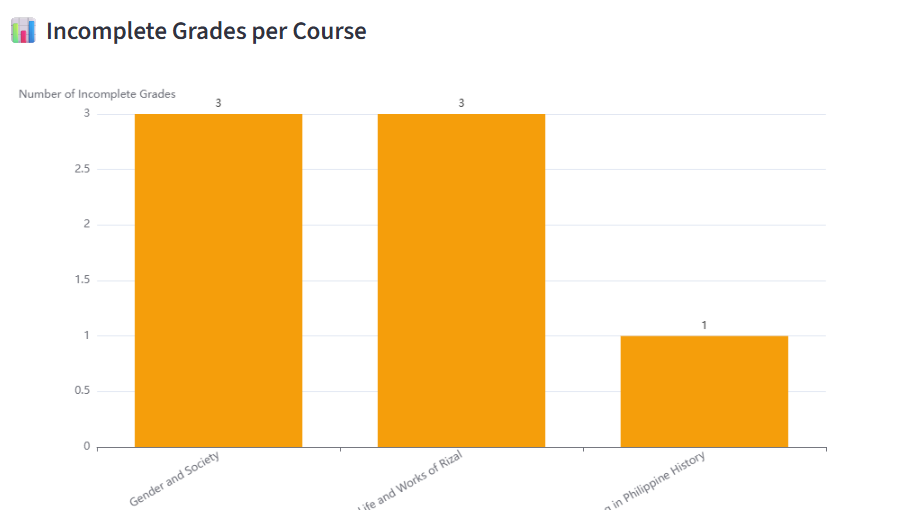 Incomplete Grades per Course
Number of Incomplete Grades
3
3
3
2.5
2
1.5
1
1
0.5
0
Gender and Society
Life and Works of Rizal
in Philippine History